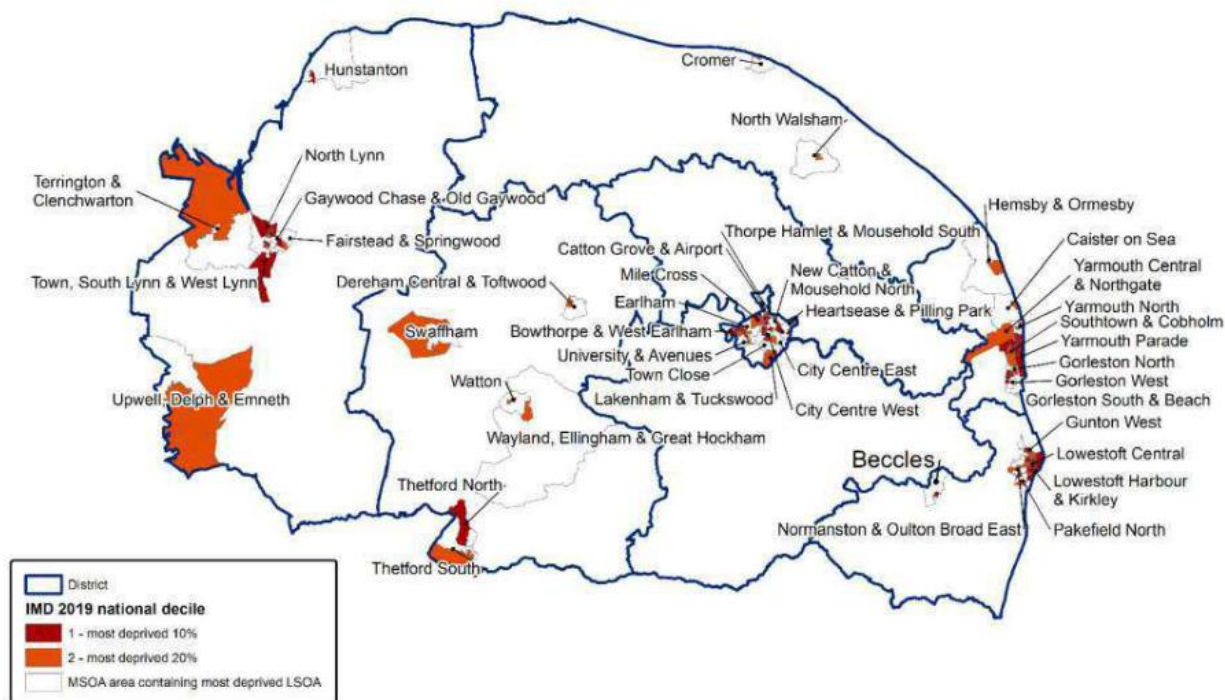 Hunstanton
Cromer
North Walsham
North Lynn
Terrington &
Clenchwarton
Gaywood Chase & Old Gaywood
Fairstead & Springwood
Town, South Lynn & West Lynn
Hemsby & Ormesby
Thorpe Hamlet & Mousehold South
Catton Grove & Airport
Caister on Sea
Mile Cross
New Catton &
Mousehold North
Yarmouth Central
& Northgate
Dereham Central & Toftwood
Earlham
Heartsease & Pilling Park
Yarmouth North
Swaffham
Bowthorpe & West Earlham
Southtown & Cobholm
University & Avenues
Yarmouth Parade
Town Close
City Centre East
Gorleston North
Watton
Gorleston West
Upwell, Delph & Emneth
Lakenham & Tuckswood
City Centre West
Gorleston South & Beach
Gunton West
Wayland, Ellingham & Great Hockham
Beccles
Lowestoft Central
Thetford North
Lowestoft Harbour
& Kirkley
Normanston & Oulton Broad East
Pakefield North
Thetford South
District
IMD 2019 national decile
1 - most deprived 10%
2 - most deprived 20%
MSOA area containing most deprived LSOA